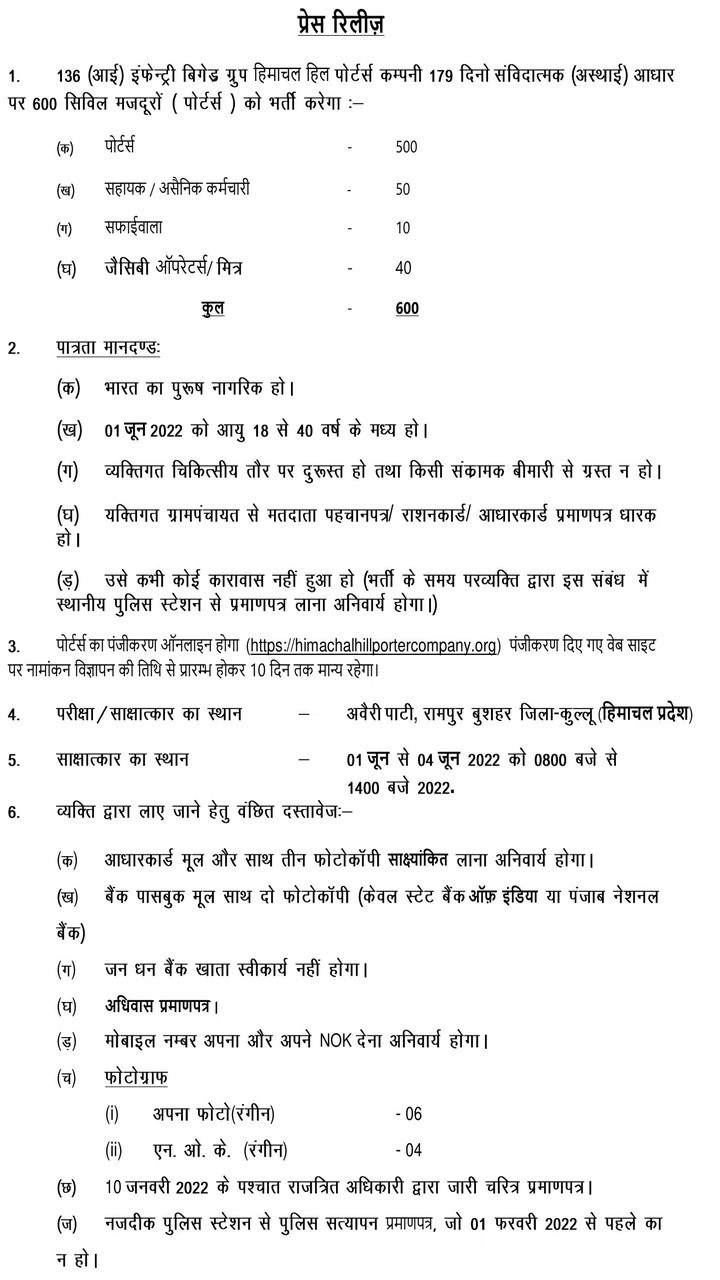 प्रेस रिलीज़
1. 136 (आई) इंफेन्ट्री बिगेड ग्रुप हिमाचल हिल पोर्टर्स कम्पनी 179 दिनो संविदात्मक (अस्थाई) आधार
पर 600 सिविल मजदूरों ( पोर्टर्स ) को भर्ती करेगा :–
(क) पोर्टर्स - 500
(ख) सहायक / असैनिक कर्मचारी - 50
(ग) सफाईवाला - 10
(घ) जैसिबी ऑपरेटर्स/ मित्र - 40
कुल - 600
2. पात्रता मानदण्डः
(क) भारत का पुरूष नागरिक हो।
(ख) 01 जून 2022 को आयु 18 से 40 वर्ष के मध्य हो।
(ग) व्यक्तिगत चिकित्सीय तौर पर दुरूस्त हो तथा किसी संकामक बीमारी से ग्रस्त न हो।
(घ) यक्तिगत ग्रामपंचायत से मतदाता पहचानपत्र/ राशनकार्ड/ आधारकार्ड प्रमाणपत्र धारक
हो।
(ड़) उसे कभी कोई कारावास नहीं हुआ हो (भर्ती के समय परव्यक्ति द्वारा इस संबंध में
स्थानीय पुलिस स्टेशन से प्रमाणपत्र लाना अनिवार्य होगा।)
3. पोर्टर्स का पंजीकरण ऑनलाइन होगा (https://himachalhillportercompany.org) पंजीकरण दिए गए वेब साइट
पर नामांकन विज्ञापन की तिथि से प्रारम्भ होकर 10 दिन तक मान्य रहेगा।
4. परीक्षा/साक्षात्कार का स्थान – अवैरी पाटी, रामपुर बुशहर जिला-कुल्लू (हिमाचल प्रदेश)
5. साक्षात्कार का स्थान – 01 जून से 04 जून 2022 को 0800 बजे से
1400 बजे 2022.
6. व्यक्ति द्वारा लाए जाने हेतु वंछित दस्तावेजः–
(क) आधारकार्ड मूल और साथ तीन फोटोकॉपी साक्ष्यांकित लाना अनिवार्य होगा।
(ख) बैंक पासबुक मूल साथ दो फोटोकॉपी (केवल स्टेट बैंक ऑफ़ इंडिया या पंजाब नेशनल
बैंक)
(ग) जन धन बैंक खाता स्वीकार्य नहीं होगा।
(घ) अधिवास प्रमाणपत्र।
(ड़) मोबाइल नम्बर अपना और अपने NOK देना अनिवार्य होगा।
(च) फोटोग्राफ
(i) अपना फोटो(रंगीन) - 06
(ii) एन. ओ. के. (रंगीन) - 04
(छ) 10 जनवरी 2022 के पश्चात राजत्रित अधिकारी द्वारा जारी चरित्र प्रमाणपत्र।
(ज) नजदीक पुलिस स्टेशन से पुलिस सत्यापन प्रमाणपत्र, जो 01 फरवरी 2022 से पहले का
न हो।